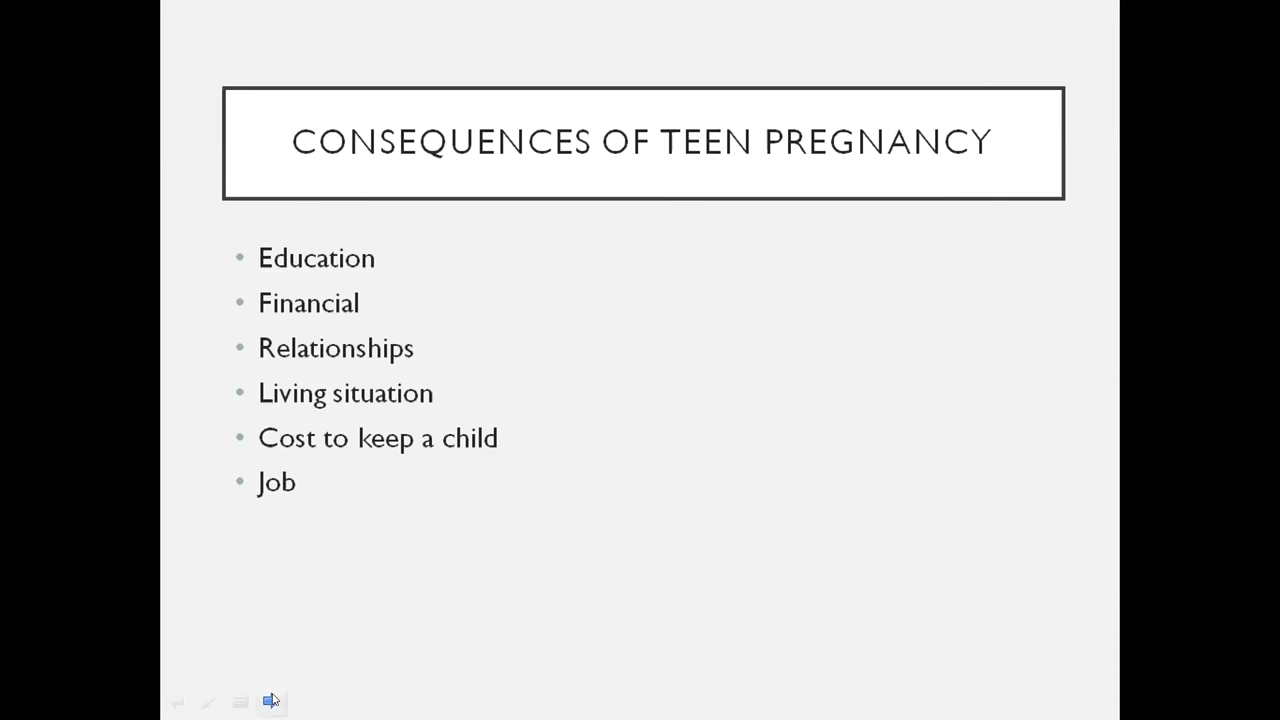 CONSEQUENCES OF TEEN PREGNANCY
• Education
• Financial
• Relationships
• Living situation
• Cost to keep a child
• Job